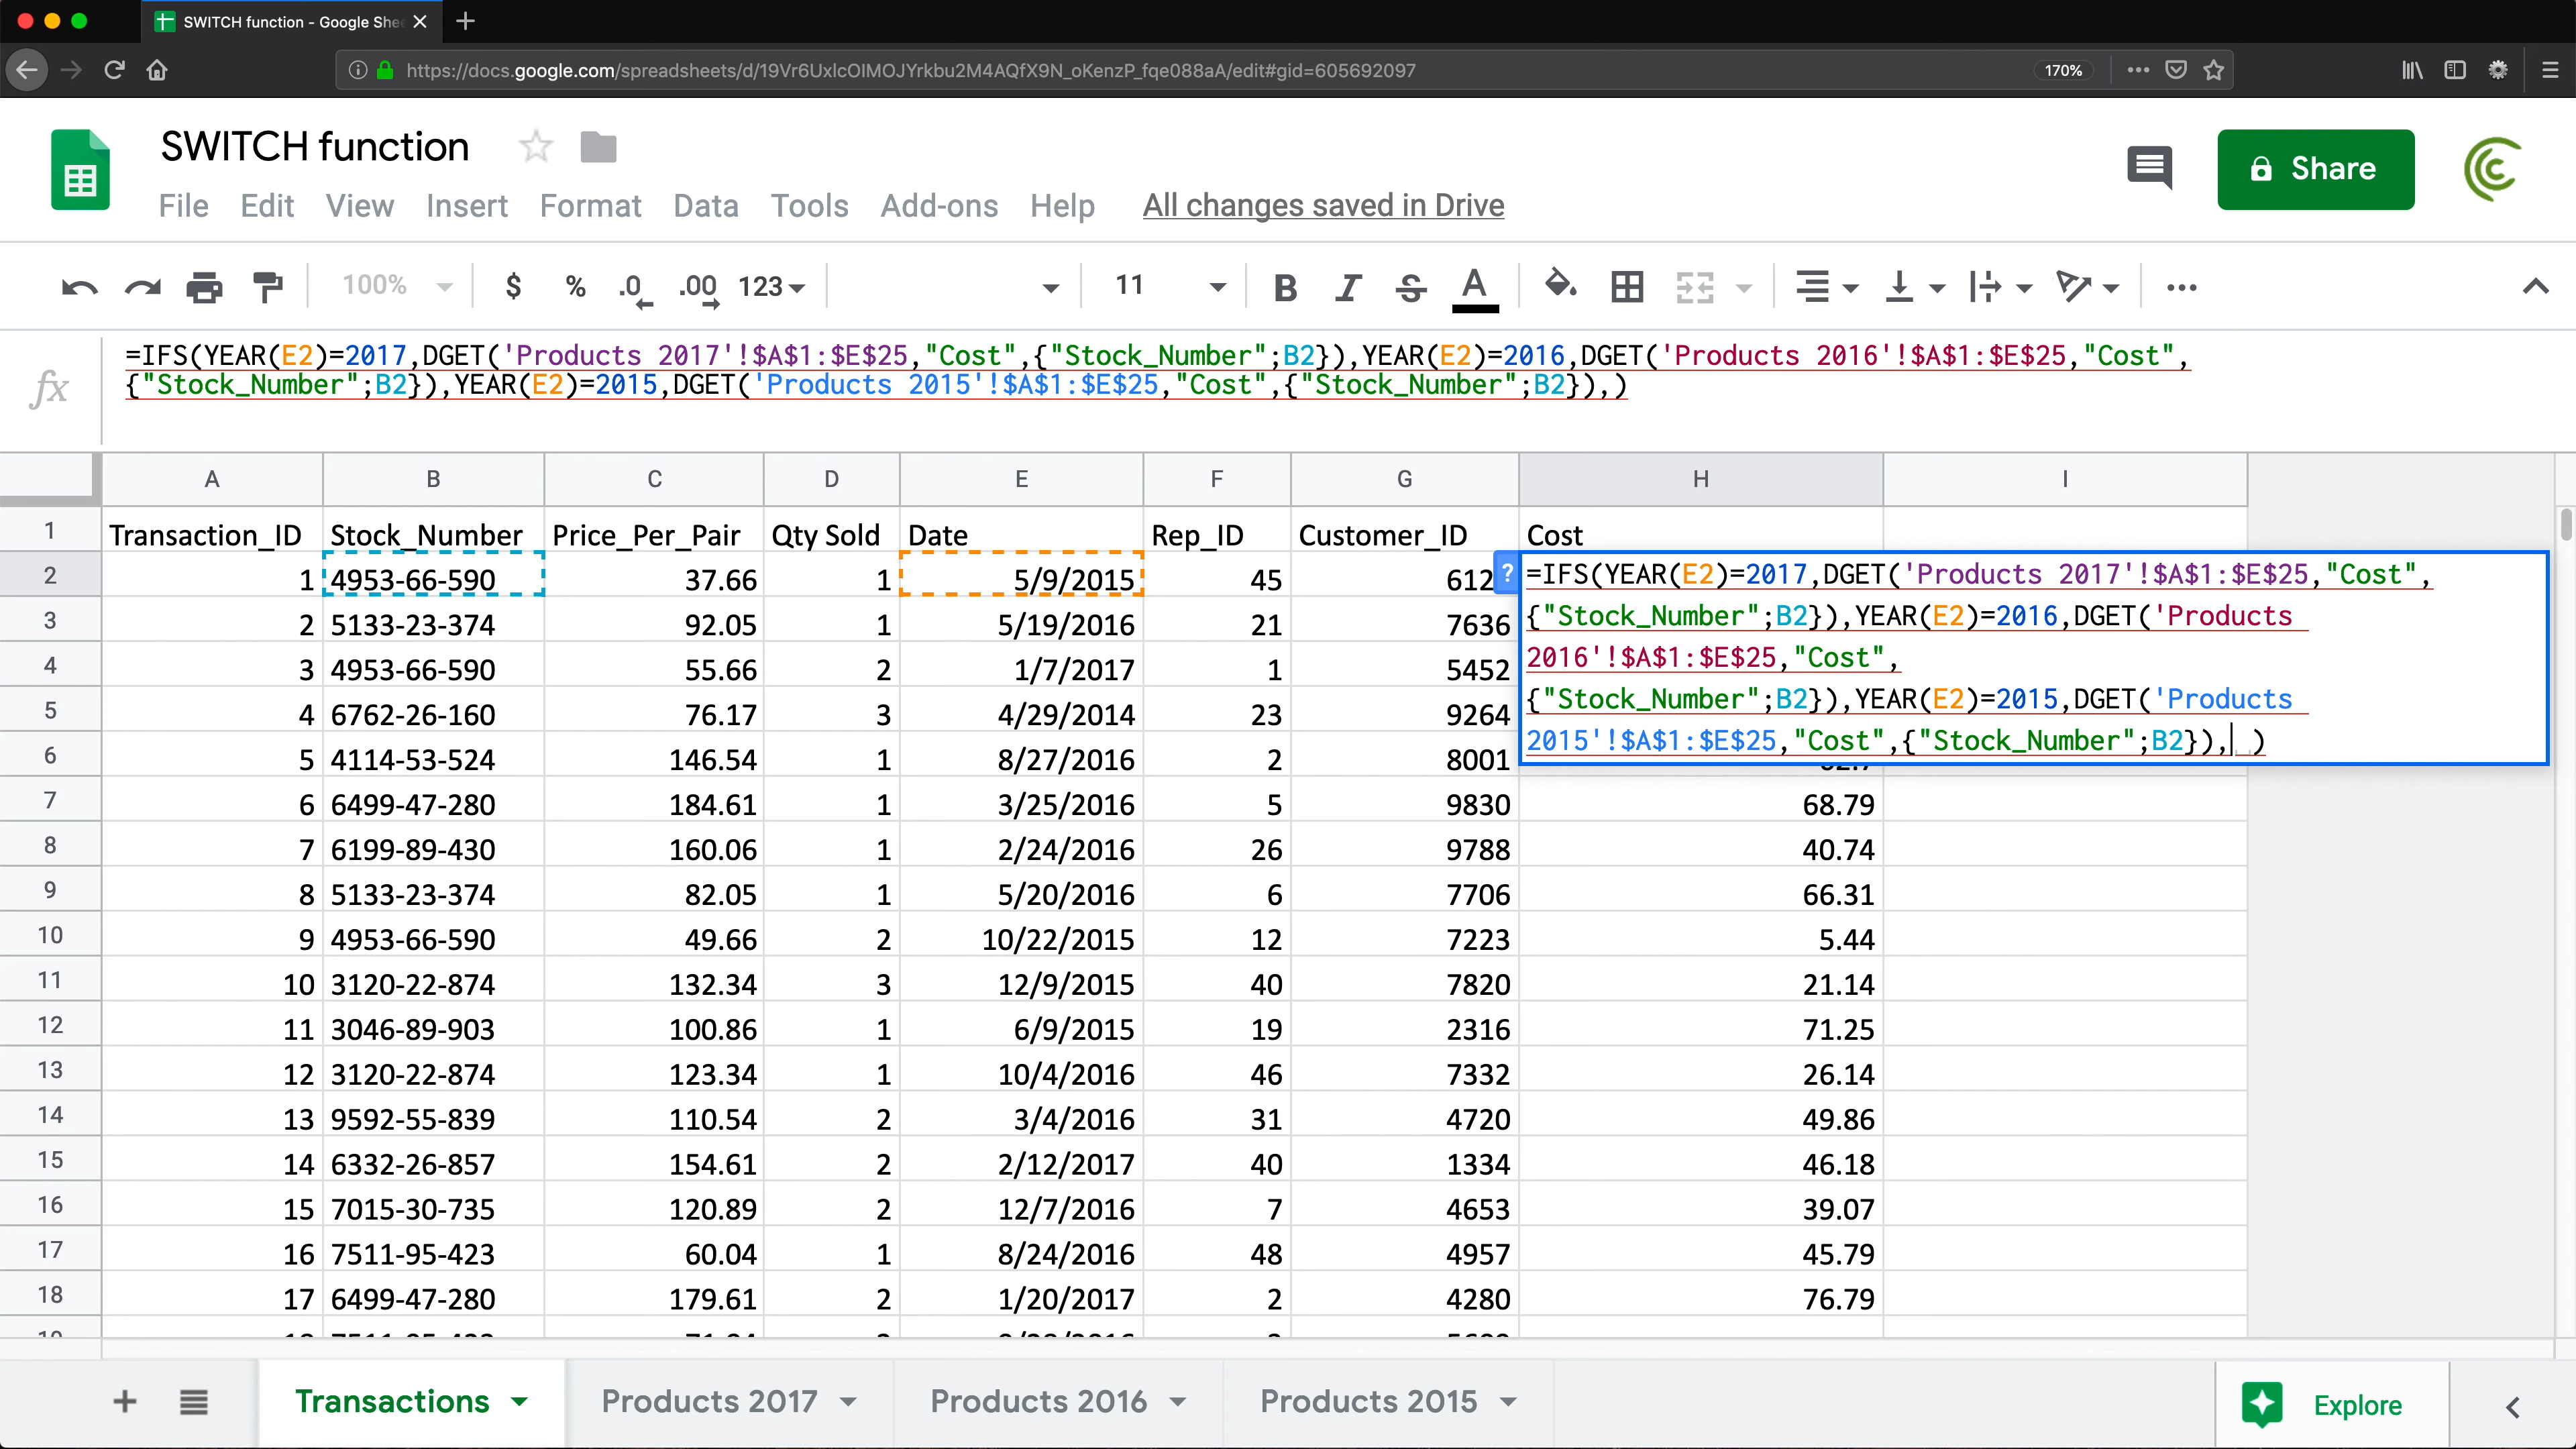 SWITCH function - Google She
https://docs.google.com/spreadsheets/d/19Vr6UxlcOIMOJYrkbu2M4AQfX9N_oKenzP_fqe088aA/edit#gid=605692097 170%
SWITCH function
Share
File Edit View Insert Format Data Tools Add-ons Help All changes saved in Drive
100% $ % .0 .00 123 11 B I S A
fx
=IFS(YEAR(E2)=2017,DGET('Products 2017'!$A$1:$E$25,"Cost",{"Stock_Number";B2}),YEAR(E2)=2016,DGET('Products 2016'!$A$1:$E$25,"Cost",
{"Stock_Number";B2}),YEAR(E2)=2015,DGET('Products 2015'!$A$1:$E$25,"Cost",{"Stock_Number";B2}),)
A B C D E F G H I
1 Transaction_ID Stock_Number Price_Per_Pair Qty Sold Date Rep_ID Customer_ID Cost
2 1 4953-66-590 37.66 1 5/9/2015 45 612 ? =IFS(YEAR(E2)=2017,DGET('Products 2017'!$A$1:$E$25,"Cost",
{"Stock_Number";B2}),YEAR(E2)=2016,DGET('Products
3 2 5133-23-374 92.05 1 5/19/2016 21 7636
2016'!$A$1:$E$25,"Cost",
4 3 4953-66-590 55.66 2 1/7/2017 1 5452
{"Stock_Number";B2}),YEAR(E2)=2015,DGET('Products
5 4 6762-26-160 76.17 3 4/29/2014 23 9264
2015'!$A$1:$E$25,"Cost",{"Stock_Number";B2}), )
6 5 4114-53-524 146.54 1 8/27/2016 2 8001
7 6 6499-47-280 184.61 1 3/25/2016 5 9830 68.79
8 7 6199-89-430 160.06 1 2/24/2016 26 9788 40.74
9 8 5133-23-374 82.05 1 5/20/2016 6 7706 66.31
10 9 4953-66-590 49.66 2 10/22/2015 12 7223 5.44
11 10 3120-22-874 132.34 3 12/9/2015 40 7820 21.14
12 11 3046-89-903 100.86 1 6/9/2015 19 2316 71.25
13 12 3120-22-874 123.34 1 10/4/2016 46 7332 26.14
14 13 9592-55-839 110.54 2 3/4/2016 31 4720 49.86
15 14 6332-26-857 154.61 2 2/12/2017 40 1334 46.18
16 15 7015-30-735 120.89 2 12/7/2016 7 4653 39.07
17 16 7511-95-423 60.04 1 8/24/2016 48 4957 45.79
18 17 6499-47-280 179.61 2 1/20/2017 2 4280 76.79
Transactions Products 2017 Products 2016 Products 2015 Explore